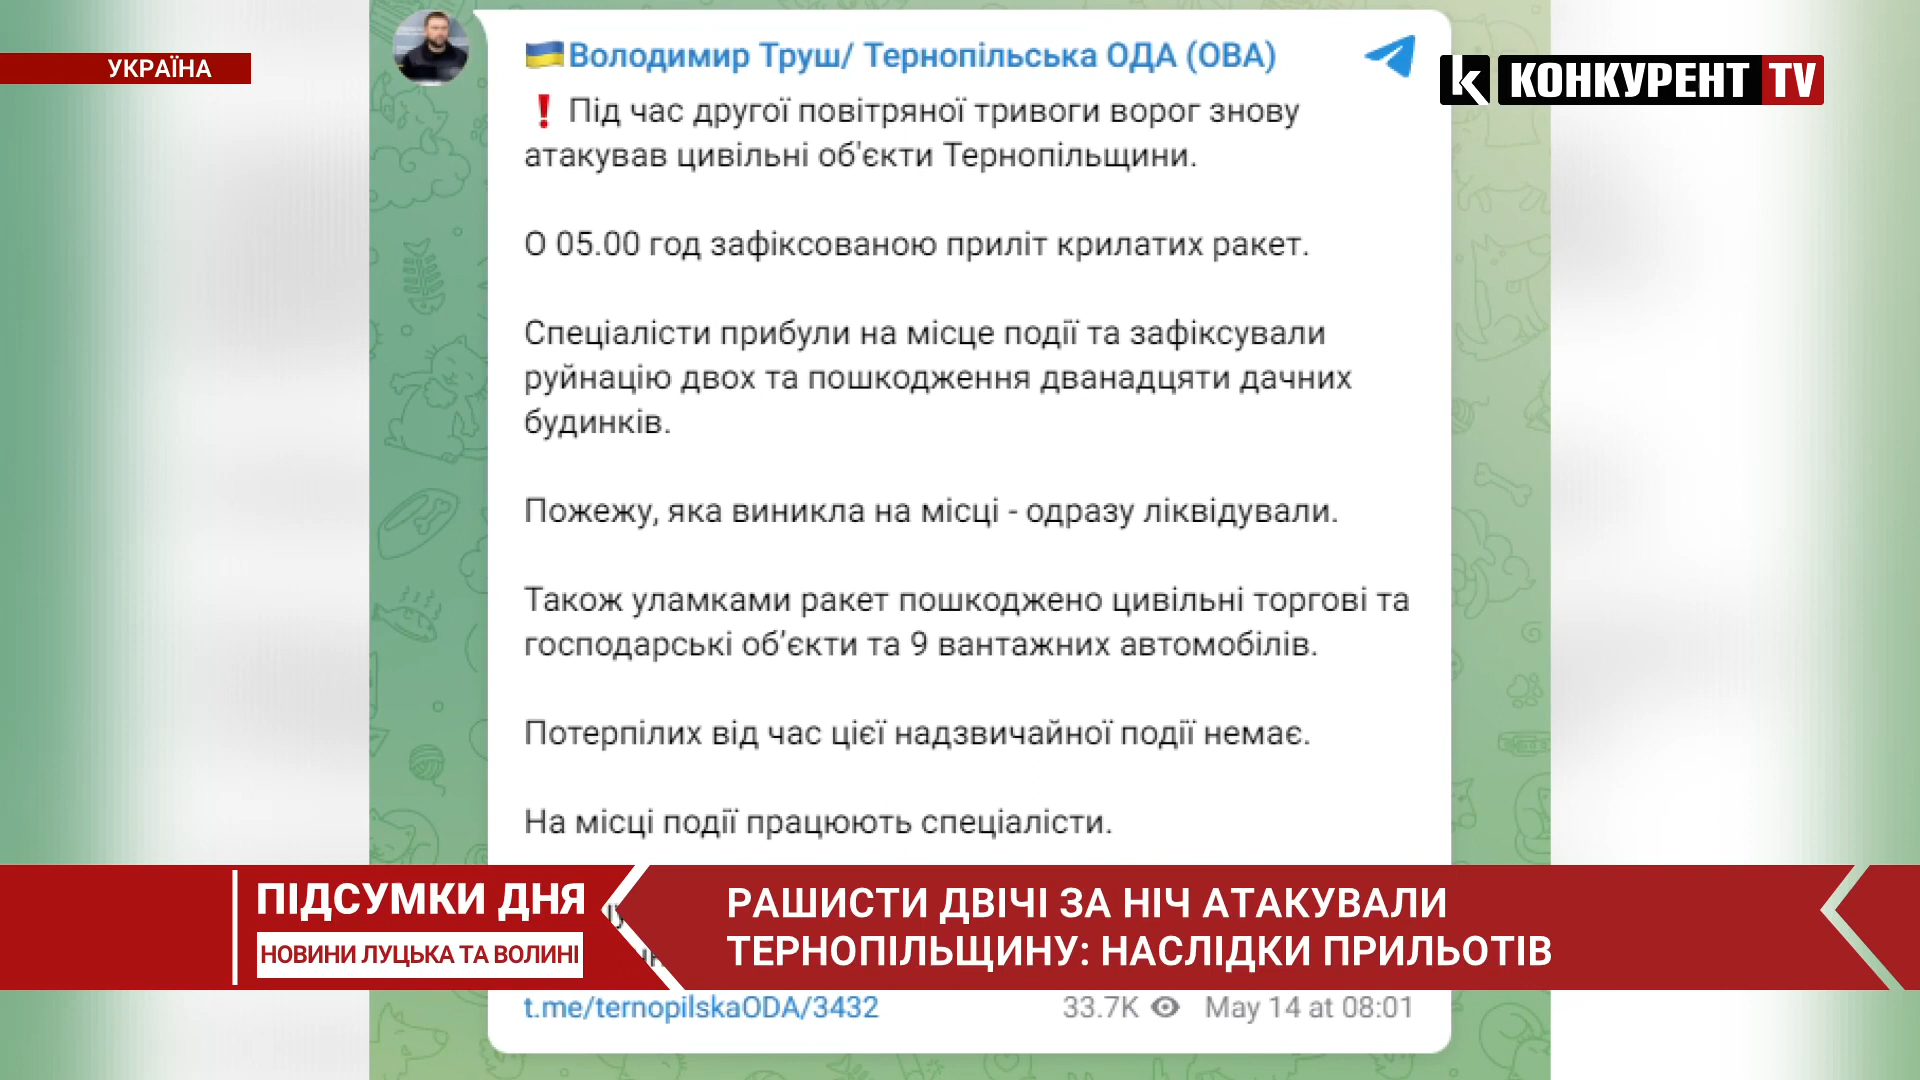 УКРАЇНА
Володимир Труш/ Тернопільська ОДА (ОВА)
K КОНКУРЕНТ TV
❗ Під час другої повітряної тривоги ворог знову
атакував цивільні об'єкти Тернопільщини.
О 05.00 год зафіксованою приліт крилатих ракет.
Спеціалісти прибули на місце події та зафіксували
руйнацію двох та пошкодження дванадцяти дачних
будинків.
Пожежу, яка виникла на місці - одразу ліквідували.
Також уламками ракет пошкоджено цивільні торгові та
господарські об’єкти та 9 вантажних автомобілів.
Потерпілих від час цієї надзвичайної події немає.
На місці події працюють спеціалісти.
ПІДСУМКИ ДНЯ
НОВИНИ ЛУЦЬКА ТА ВОЛИНІ
РАШИСТИ ДВІЧІ ЗА НІЧ АТАКУВАЛИ
ТЕРНОПІЛЬЩИНУ: НАСЛІДКИ ПРИЛЬОТІВ
t.me/ternopilskaODA/3432 33.7K May 14 at 08:01